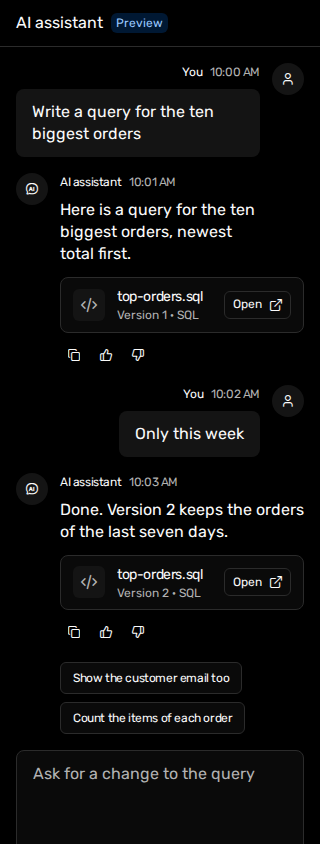 AI assistant Preview
You 10:00 AM
Write a query for the ten
biggest orders
AI
AI assistant 10:01 AM
Here is a query for the ten
biggest orders, newest
total first.
top-orders.sql
Version 1 • SQL
Open
You 10:02 AM
Only this week
AI
AI assistant 10:03 AM
Done. Version 2 keeps the orders
of the last seven days.
top-orders.sql
Version 2 • SQL
Open
Show the customer email too
Count the items of each order
Ask for a change to the query